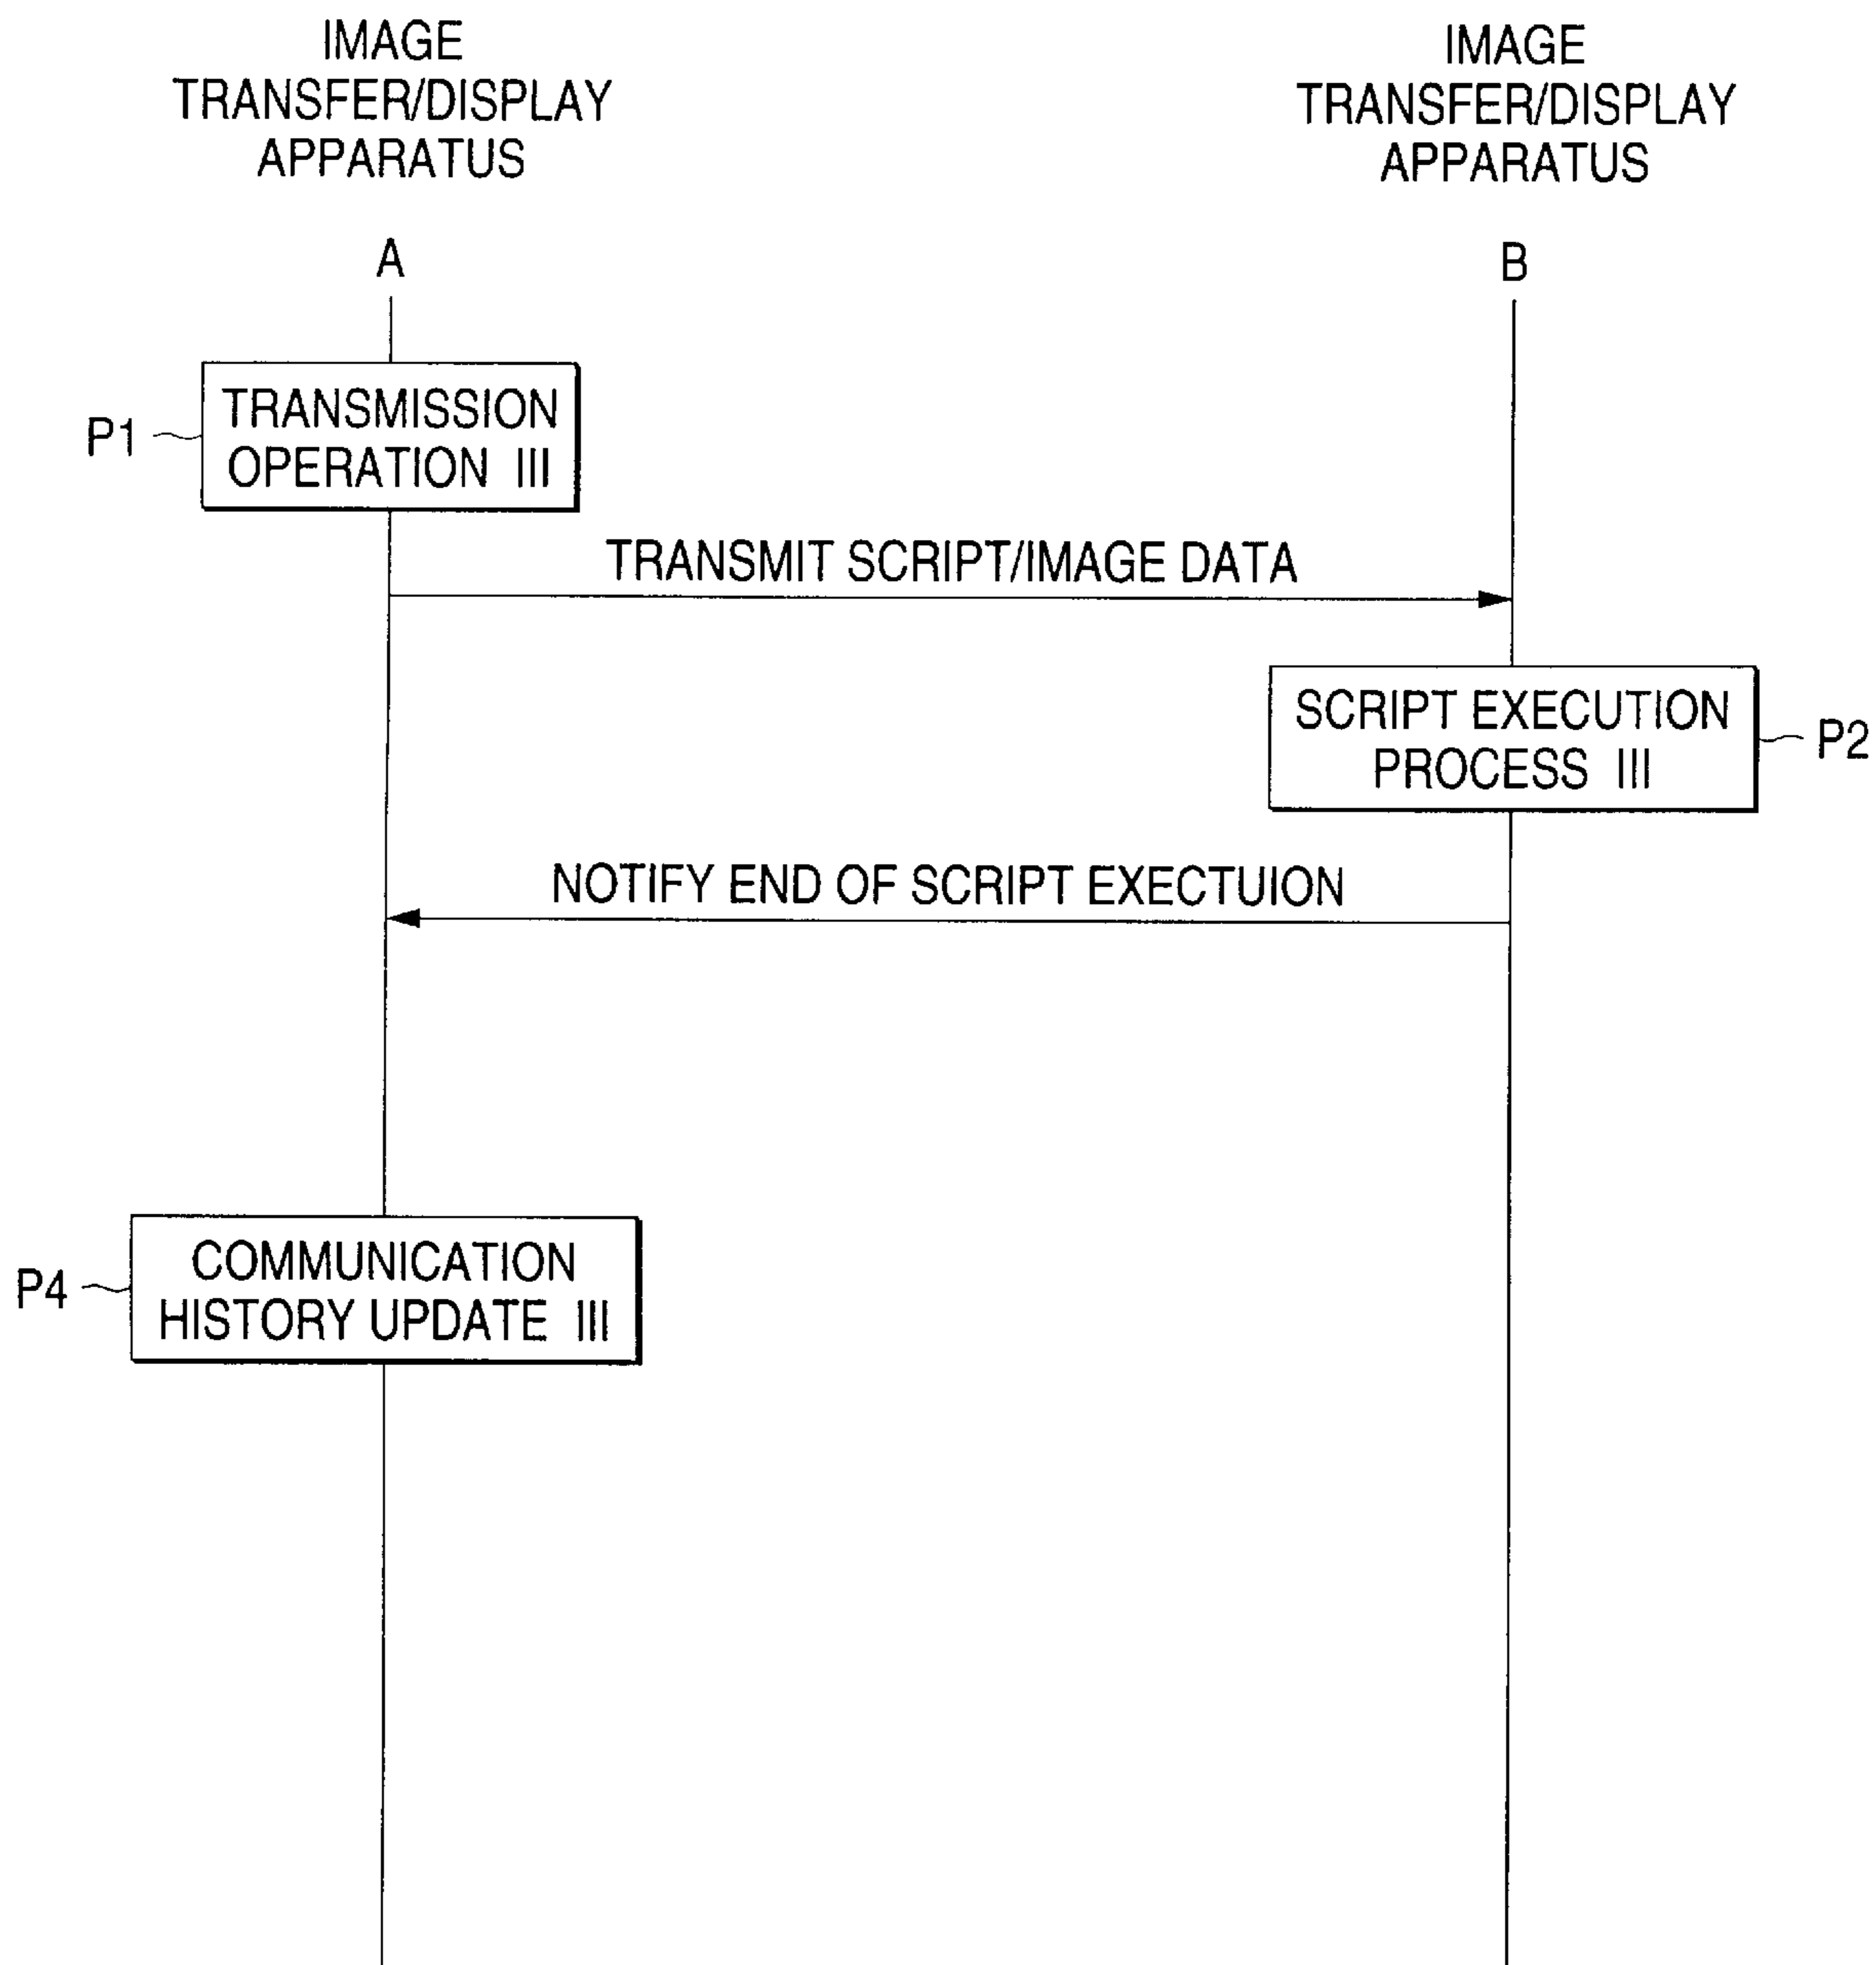 IMAGE
TRANSFER/DISPLAY
APPARATUS
IMAGE
TRANSFER/DISPLAY
APPARATUS
A
B
P1
TRANSMISSION
OPERATION III
TRANSMIT SCRIPT/IMAGE DATA
SCRIPT EXECUTION
PROCESS III
P2
NOTIFY END OF SCRIPT EXECTUION
P4
COMMUNICATION
HISTORY UPDATE III